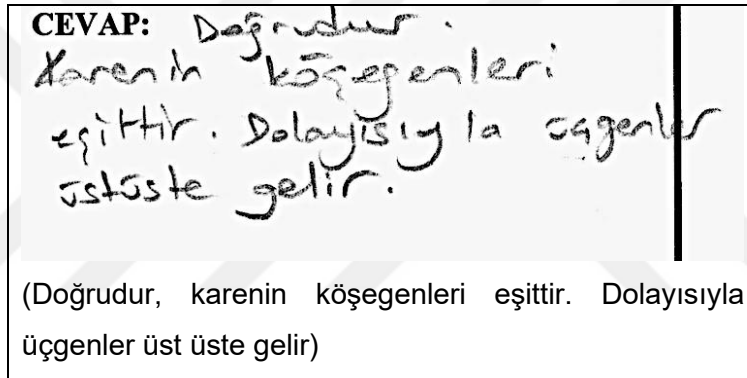 CEVAP: Doğrudur.
Karenin köşegenleri
eşittir. Dolayısıyla üçgenler
üstüste gelir.
(Doğrudur, karenin köşegenleri eşittir. Dolayısıyla
üçgenler üst üste gelir)